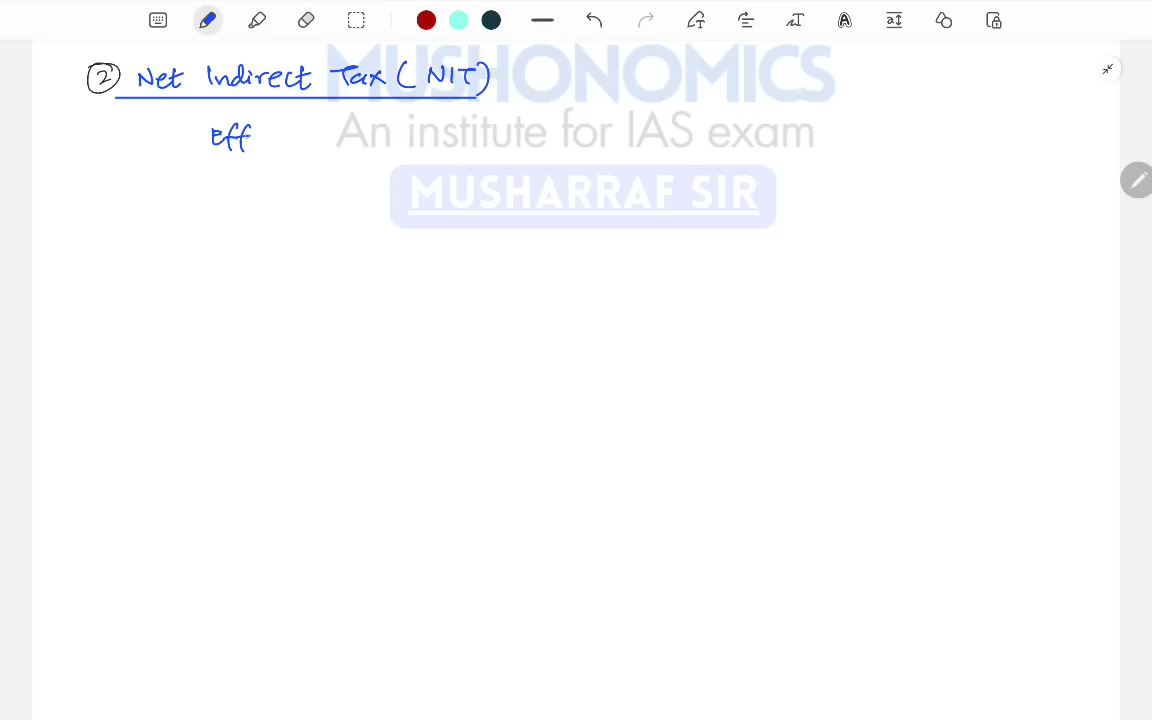 ② Net Indirect Tax (NIT)
Eff
MUSHONOMICS
An institute for IAS exam
MUSHARRAF SIR